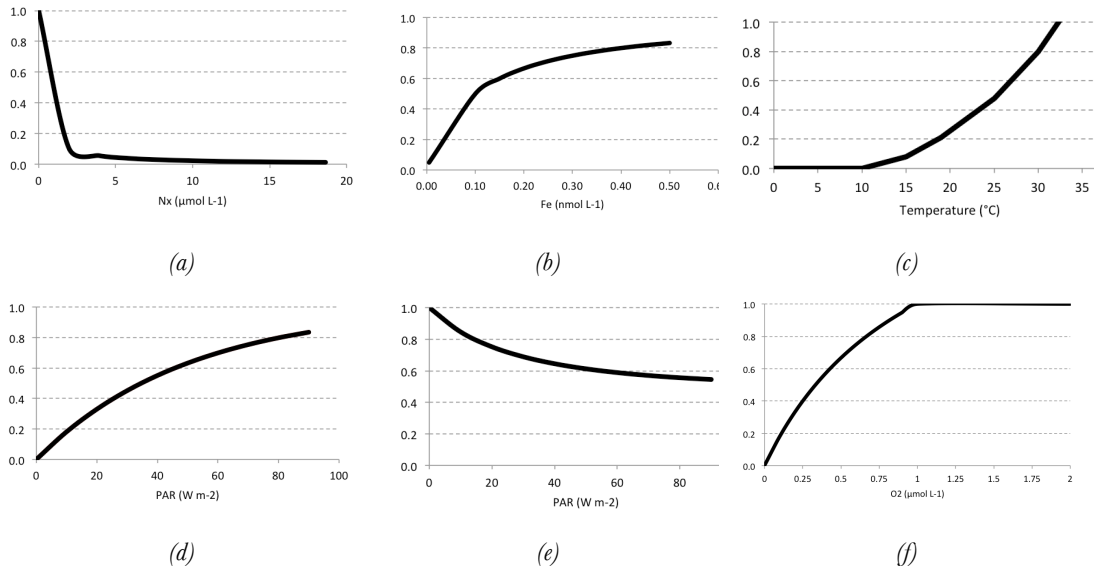 1.0
0.8
0.6
0.4
0.2
0.0
0 5 10 15 20
Nx (µmol L-1)
(a)
1.0
0.8
0.6
0.4
0.2
0.0
0.00 0.10 0.20 0.30 0.40 0.50
Fe (nmol L-1)
(b)
1.0
0.8
0.6
0.4
0.2
0.0
0 5 10 15 20 25 30 35
Temperature (°C)
(c)
1.0
0.8
0.6
0.4
0.2
0.0
0 20 40 60 80 100
PAR (W m-2)
(d)
1.0
0.8
0.6
0.4
0.2
0.0
0 20 40 60 80
PAR (W m-2)
(e)
1.0
0.8
0.6
0.4
0.2
0.0
0 0.25 0.5 0.75 1 1.25 1.5 1.75 2
O2 (µmol L-1)
(f)